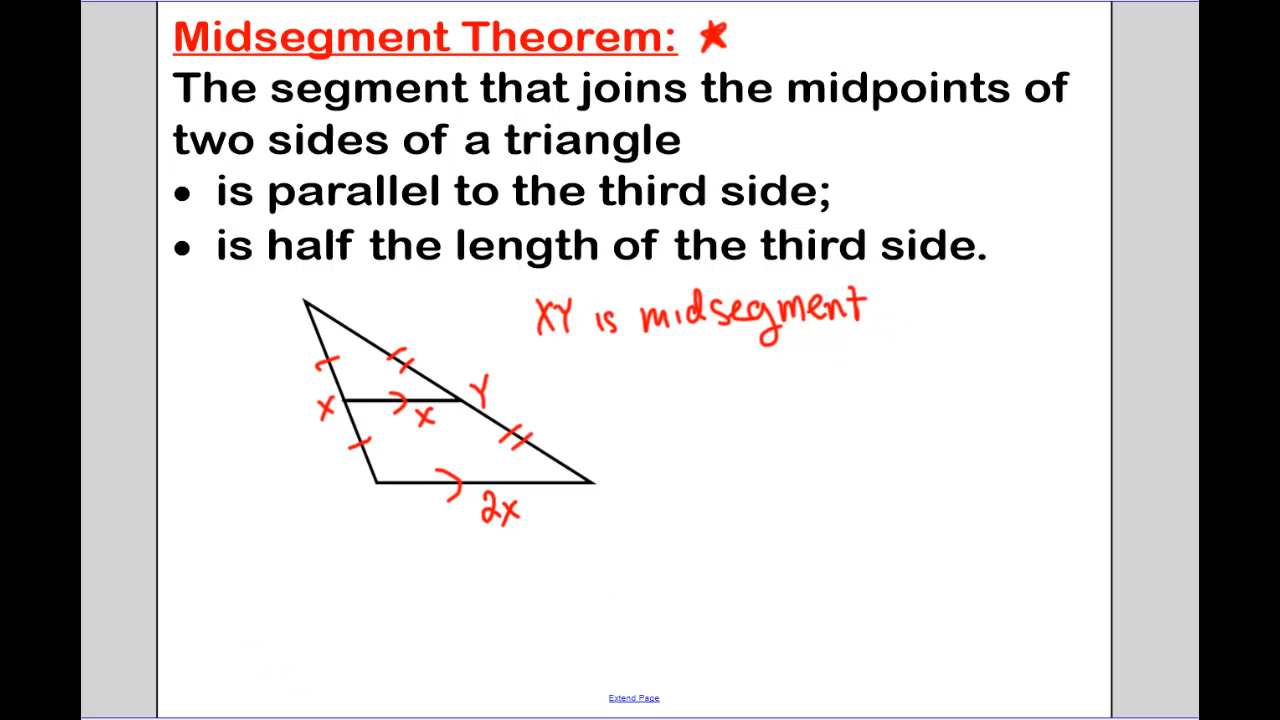 Midsegment Theorem:
The segment that joins the midpoints of
two sides of a triangle
• is parallel to the third side;
• is half the length of the third side.
XY is midsegment
Y
X
x
2x
Extend Page